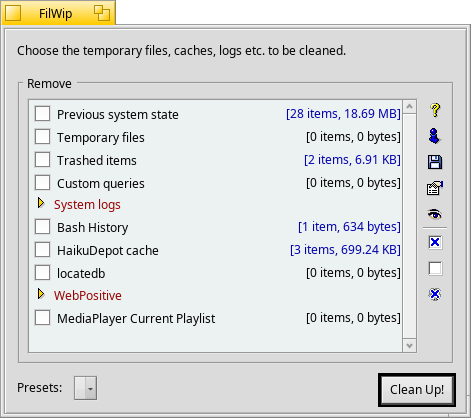 FilWip
Choose the temporary files, caches, logs etc. to be cleaned.
Remove
Previous system state [28 items, 18.69 MB]
Temporary files [0 items, 0 bytes]
Trashed items [2 items, 6.91 KB]
Custom queries [0 items, 0 bytes]
System logs
Bash History [1 item, 634 bytes]
HaikuDepot cache [3 items, 699.24 KB]
locatedb [0 items, 0 bytes]
WebPositive
MediaPlayer Current Playlist [0 items, 0 bytes]
Presets:
Clean Up!